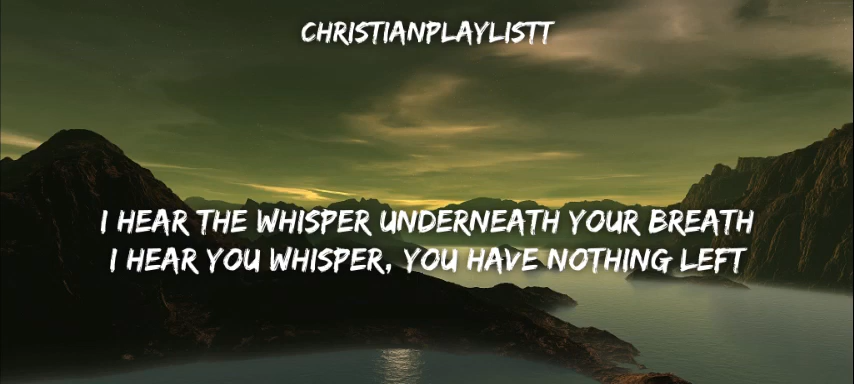 CHRISTIANPLAYLISTT
I HEAR THE WHISPER UNDERNEATH YOUR BREATH
I HEAR YOU WHISPER, YOU HAVE NOTHING LEFT